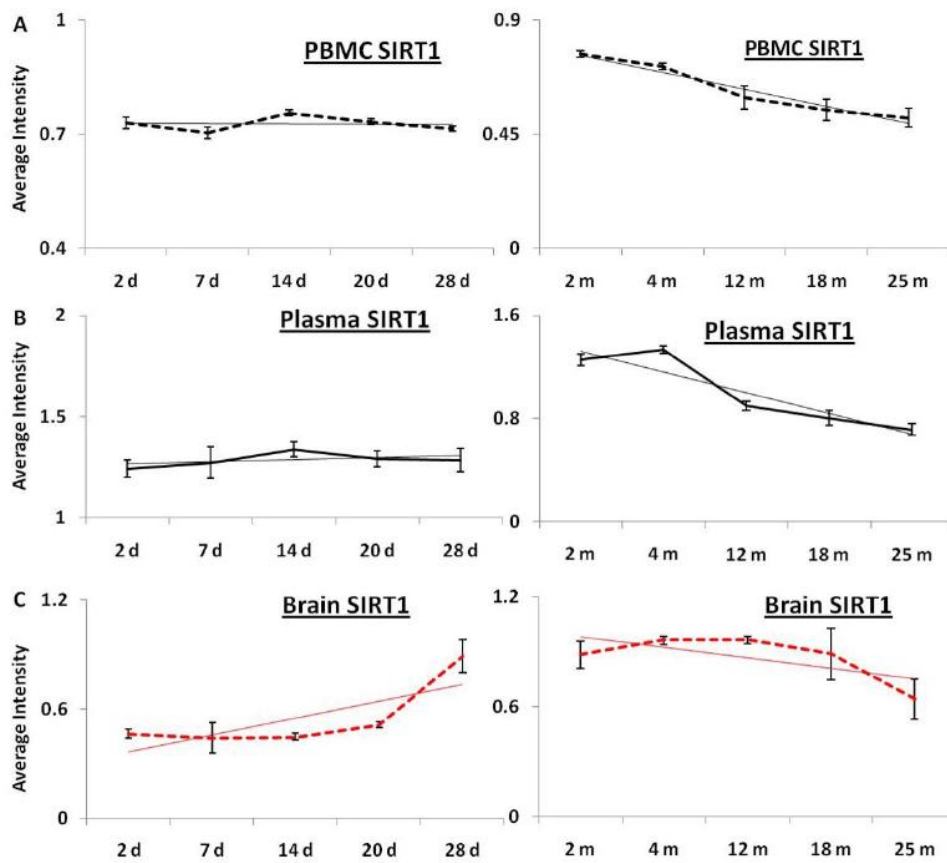 A
PBMC SIRT1
Average Intensity
1
0.7
0.4
2 d 7 d 14 d 20 d 28 d
PBMC SIRT1
0.9
0.45
0
2 m 4 m 12 m 18 m 25 m
B
Plasma SIRT1
Average Intensity
2
1
1
2 d 7 d 14 d 20 d 28 d
Plasma SIRT1
1.6
0.8
0
2 m 4 m 12 m 18 m 25 m
C
Brain SIRT1
Average Intensity
1.2
0.6
0
2 d 7 d 14 d 20 d 28 d
Brain SIRT1
1.2
0.6
0
2 m 4 m 12 m 18 m 25 m